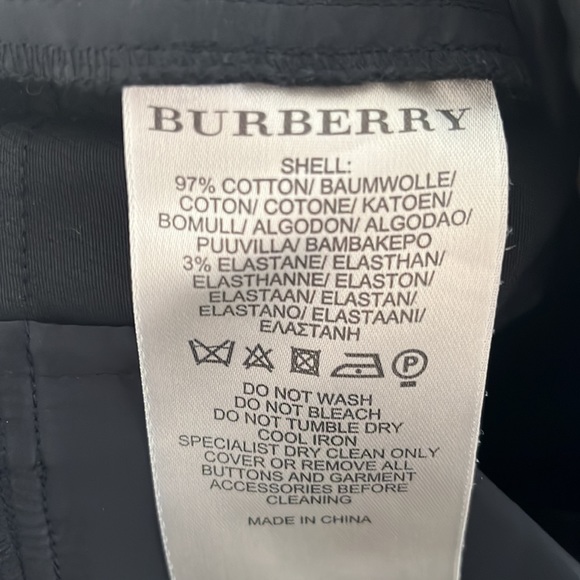 BURBERRY
SHELL:
97% COTTON/ BAUMWOLLE/
COTON/ COTONE/ KATOEN/
BOMULL/ ALGODON/ ALGODAO/
PUUVILLA/ BAMBAKEPO
3% ELASTANE/ ELASTHAN/
ELASTHANNE/ ELASTON/
ELASTAAN/ ELASTAN/
ELASTANO/ ELASTAANI/
ΕΛΑΣΤΑΝΗ
P
DO NOT WASH
DO NOT BLEACH
DO NOT TUMBLE DRY
COOL IRON
SPECIALIST DRY CLEAN ONLY
COVER OR REMOVE ALL
BUTTONS AND GARMENT
ACCESSORIES BEFORE
CLEANING
MADE IN CHINA